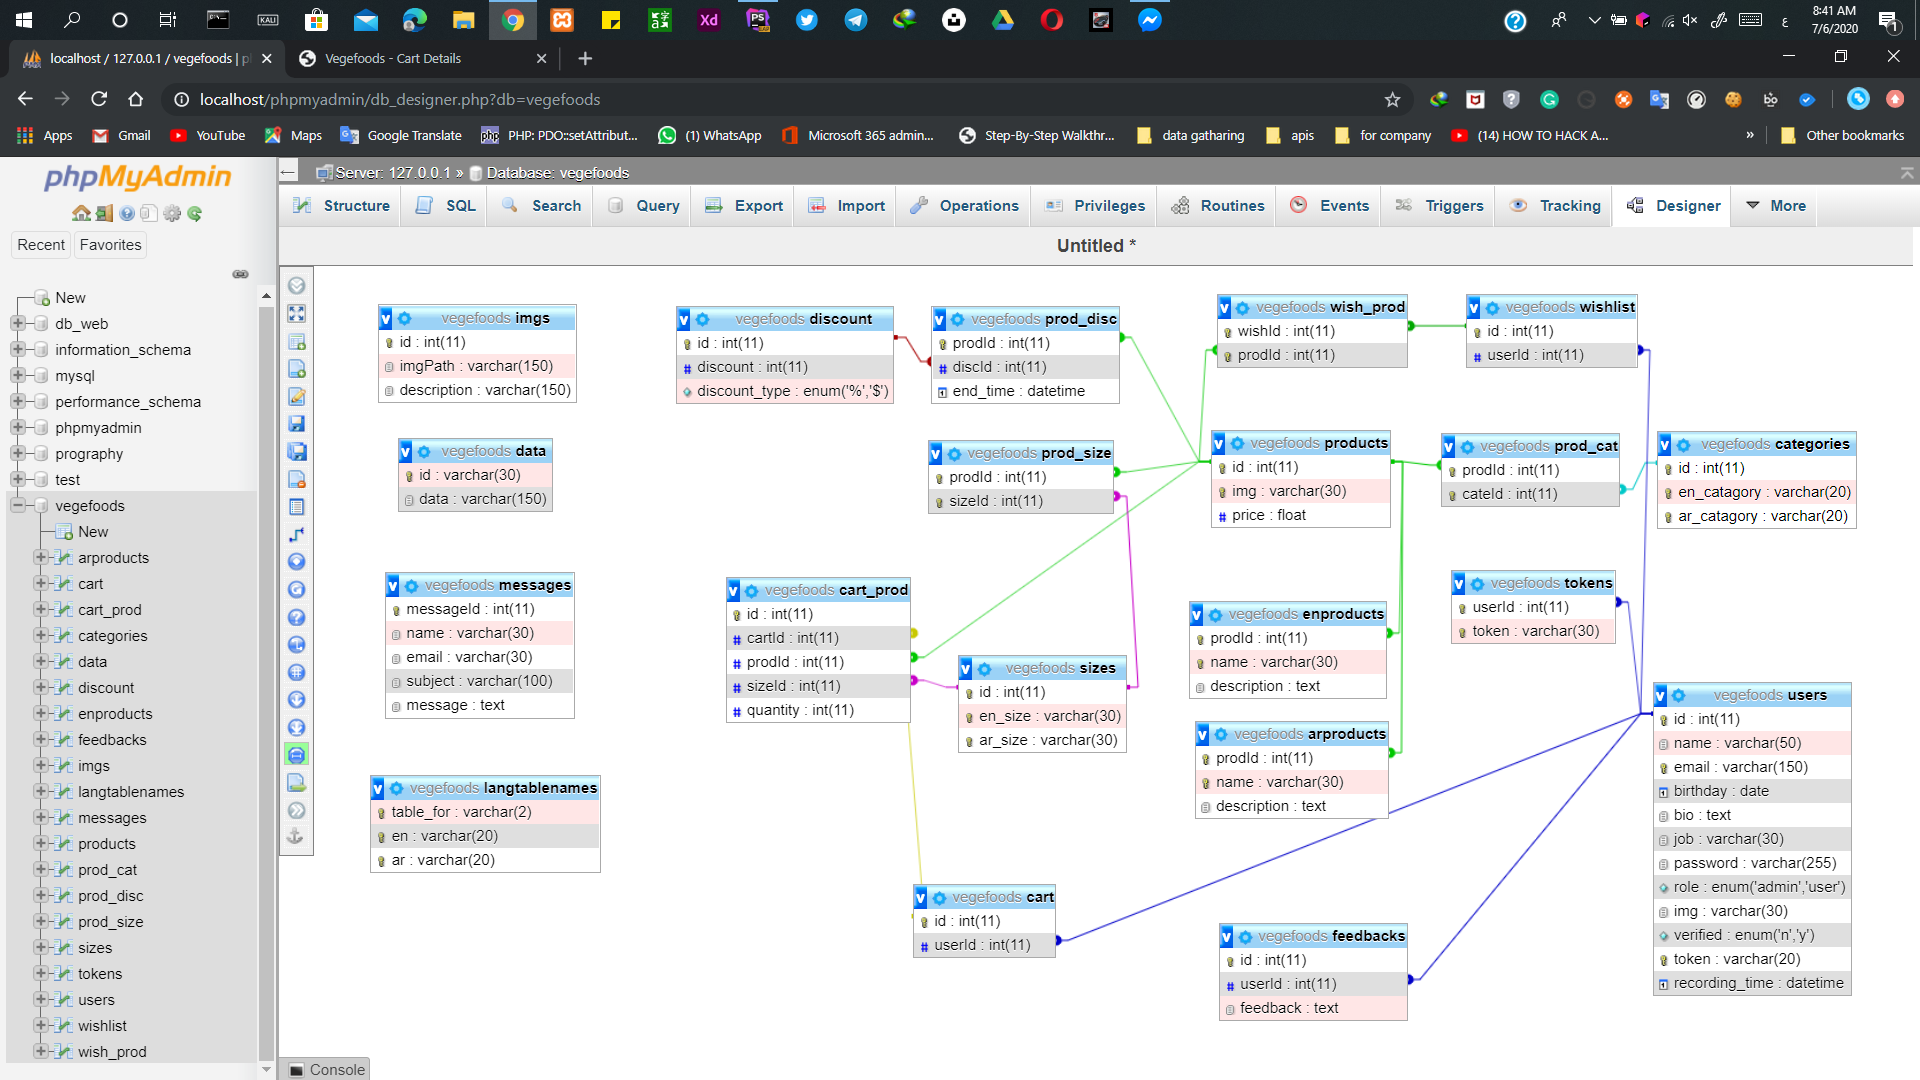 8:41 AM
7/6/2020
KALI
Xd
PS
ع
1
localhost / 127.0.0.1 / vegefoods | p
Vegefoods - Cart Details
localhost/phpmyadmin/db_designer.php?db=vegefoods
Apps
Gmail
YouTube
Maps
Google Translate
php PHP: PDO::setAttribut...
(1) WhatsApp
Microsoft 365 admin...
Step-By-Step Walkthr...
data gatharing
apis
for company
(14) HOW TO HACK A...
»
Other bookmarks
phpMyAdmin
Recent
Favorites
New
db_web
information_schema
mysql
performance_schema
phpmyadmin
prography
test
vegefoods
New
arproducts
cart
cart_prod
categories
data
discount
enproducts
feedbacks
imgs
langtablenames
messages
products
prod_cat
prod_disc
prod_size
sizes
tokens
users
wishlist
wish_prod
Server: 127.0.0.1 » Database: vegefoods
Structure
SQL
Search
Query
Export
Import
Operations
Privileges
Routines
Events
Triggers
Tracking
Designer
More
Untitled *
vegefoods imgs
id : int(11)
imgPath : varchar(150)
description : varchar(150)
vegefoods data
id : varchar(30)
data : varchar(150)
vegefoods messages
messageId : int(11)
name : varchar(30)
email : varchar(30)
subject : varchar(100)
message : text
vegefoods langtablenames
table_for : varchar(2)
en : varchar(20)
ar : varchar(20)
vegefoods discount
id : int(11)
discount : int(11)
discount_type : enum('%','$')
vegefoods prod_disc
prodId : int(11)
discId : int(11)
end_time : datetime
vegefoods prod_size
prodId : int(11)
sizeId : int(11)
vegefoods cart_prod
id : int(11)
cartId : int(11)
prodId : int(11)
sizeId : int(11)
quantity : int(11)
vegefoods sizes
id : int(11)
en_size : varchar(30)
ar_size : varchar(30)
vegefoods cart
id : int(11)
userId : int(11)
vegefoods wish_prod
wishId : int(11)
prodId : int(11)
vegefoods wishlist
id : int(11)
userId : int(11)
vegefoods products
id : int(11)
img : varchar(30)
price : float
vegefoods prod_cat
prodId : int(11)
cateId : int(11)
vegefoods categories
id : int(11)
en_catagory : varchar(20)
ar_catagory : varchar(20)
vegefoods enproducts
prodId : int(11)
name : varchar(30)
description : text
vegefoods arproducts
prodId : int(11)
name : varchar(30)
description : text
vegefoods tokens
userId : int(11)
token : varchar(30)
vegefoods users
id : int(11)
name : varchar(50)
email : varchar(150)
birthday : date
bio : text
job : varchar(30)
password : varchar(255)
role : enum('admin','user')
img : varchar(30)
verified : enum('n','y')
token : varchar(20)
recording_time : datetime
vegefoods feedbacks
id : int(11)
userId : int(11)
feedback : text
Console